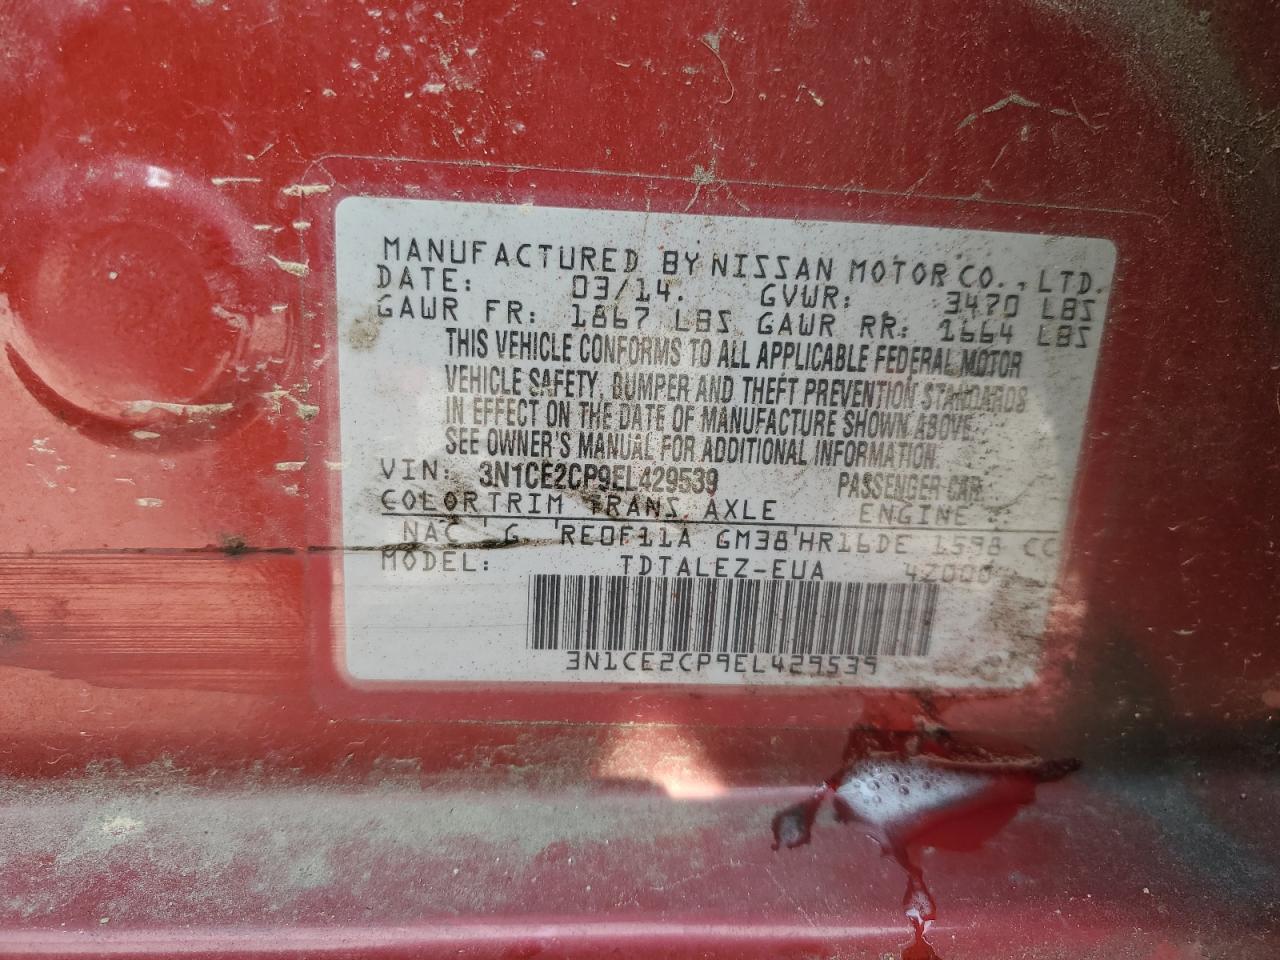 MANUFACTURED BY NISSAN MOTOR CO., LTD.
DATE: 03/14. GVWR: 3470 LBS
GAWR FR: 1867 LBS GAWR RR: 1664 LBS
THIS VEHICLE CONFORMS TO ALL APPLICABLE FEDERAL MOTOR
VEHICLE SAFETY, BUMPER AND THEFT PREVENTION STANDARDS
IN EFFECT ON THE DATE OF MANUFACTURE SHOWN ABOVE.
SEE OWNER'S MANUAL FOR ADDITIONAL INFORMATION.
VIN: 3N1CE2CP9EL429539 PASSENGER CAR
COLOR TRIM TRANS AXLE ENGINE
NAC G RE0F11A GM38 HR16DE 1598 CC
MODEL: TDTALEZ-EUA
3N1CE2CP9EL429539